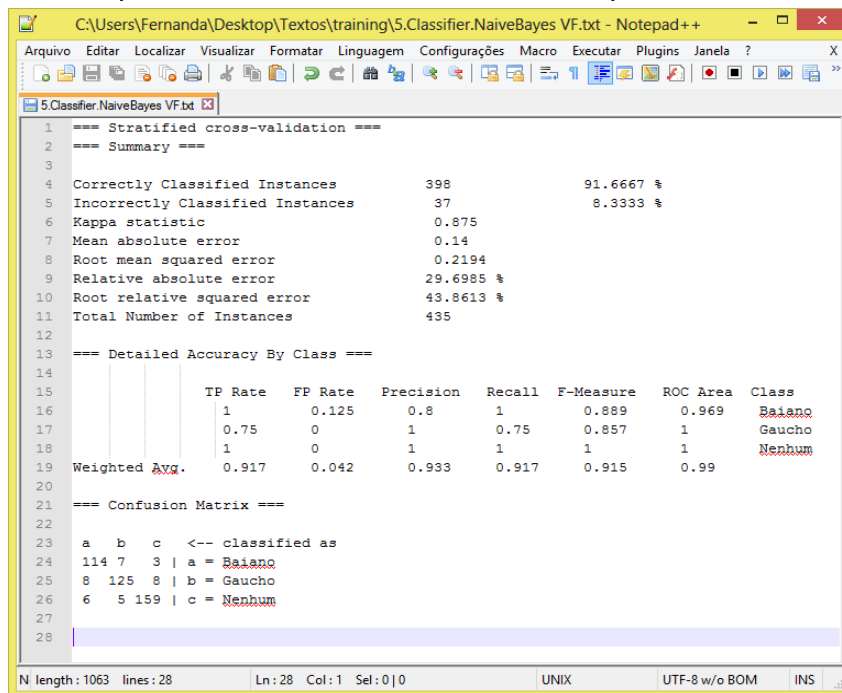 C:\Users\Fernanda\Desktop\Textos\training\5.Classifier.NaiveBayes VF.txt - Notepad++
Arquivo Editar Localizar Visualizar Formatar Linguagem Configurações Macro Executar Plugins Janela ? X
5.Classifier.NaiveBayes VF.txt
1 === Stratified cross-validation ===
2 === Summary ===
3
4 Correctly Classified Instances 398 91.6667 %
5 Incorrectly Classified Instances 37 8.3333 %
6 Kappa statistic 0.875
7 Mean absolute error 0.14
8 Root mean squared error 0.2194
9 Relative absolute error 29.6985 %
10 Root relative squared error 43.8613 %
11 Total Number of Instances 435
12
13 === Detailed Accuracy By Class ===
14
15 TP Rate FP Rate Precision Recall F-Measure ROC Area Class
16 1 0.125 0.8 1 0.889 0.969 Baiano
17 0.75 0 1 0.75 0.857 1 Gaucho
18 1 0 1 1 1 1 Nenhum
19 Weighted Avg. 0.917 0.042 0.933 0.917 0.915 0.99
20
21 === Confusion Matrix ===
22
23 a b c <-- classified as
24 114 7 3 | a = Baiano
25 8 125 8 | b = Gaucho
26 6 5 159 | c = Nenhum
27
28
N length : 1063 lines : 28 Ln : 28 Col : 1 Sel : 0 | 0 UNIX UTF-8 w/o BOM INS